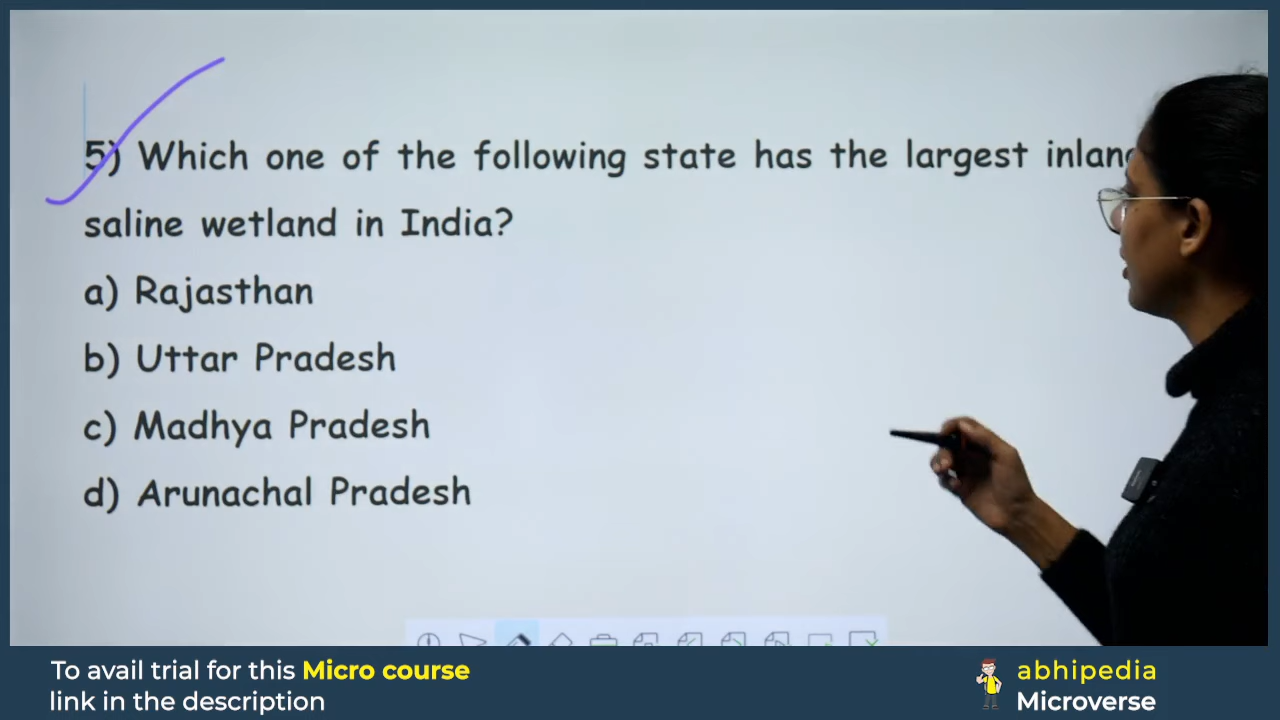 5) Which one of the following state has the largest
saline wetland in India?
a) Rajasthan
b) Uttar Pradesh
c) Madhya Pradesh
d) Arunachal Pradesh
To avail trial for this Micro course
link in the description
abhipedia
Microverse